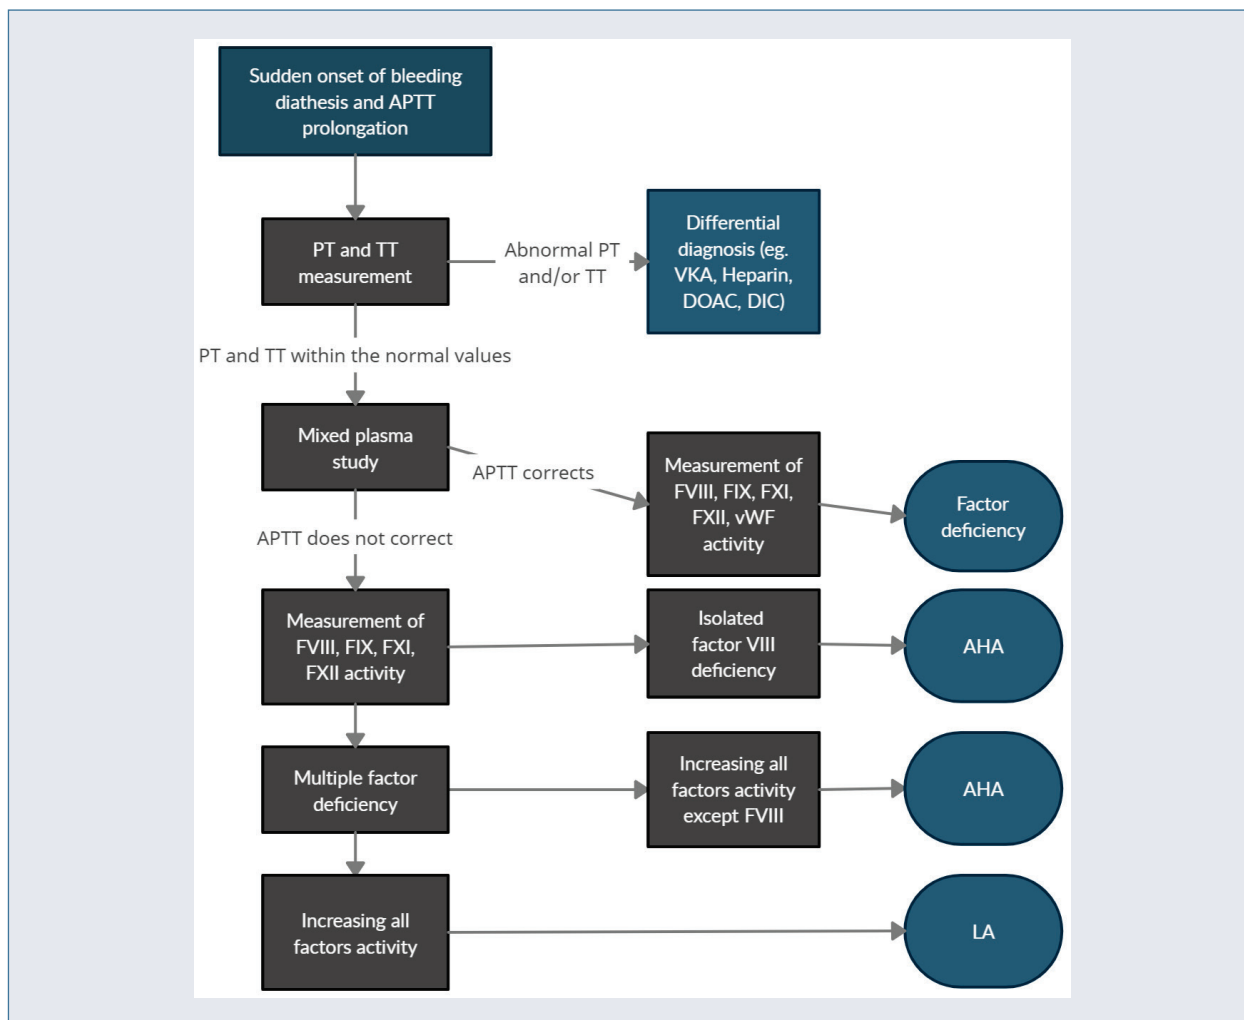 Sudden onset of bleeding
diathesis and APTT
prolongation
PT and TT
measurement
Abnormal PT
and/or TT
Differential
diagnosis (eg.
VKA, Heparin,
DOAC, DIC)
PT and TT within the normal values
Mixed plasma
study
APTT corrects
Measurement of
FVIII, FIX, FXI,
FXII, vWF
activity
Factor
deficiency
APTT does not correct
Measurement of
FVIII, FIX, FXI,
FXII activity
Isolated
factor VIII
deficiency
AHA
Multiple factor
deficiency
Increasing all
factors activity
except FVIII
AHA
Increasing all
factors activity
LA